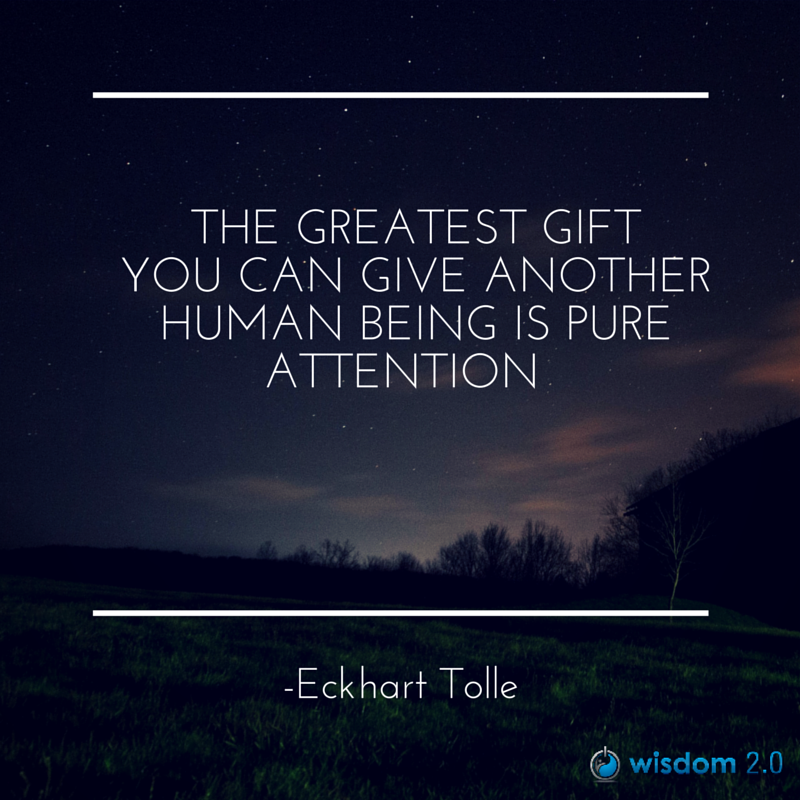 THE GREATEST GIFT
YOU CAN GIVE ANOTHER
HUMAN BEING IS PURE
ATTENTION
-Eckhart Tolle
wisdom 2.0